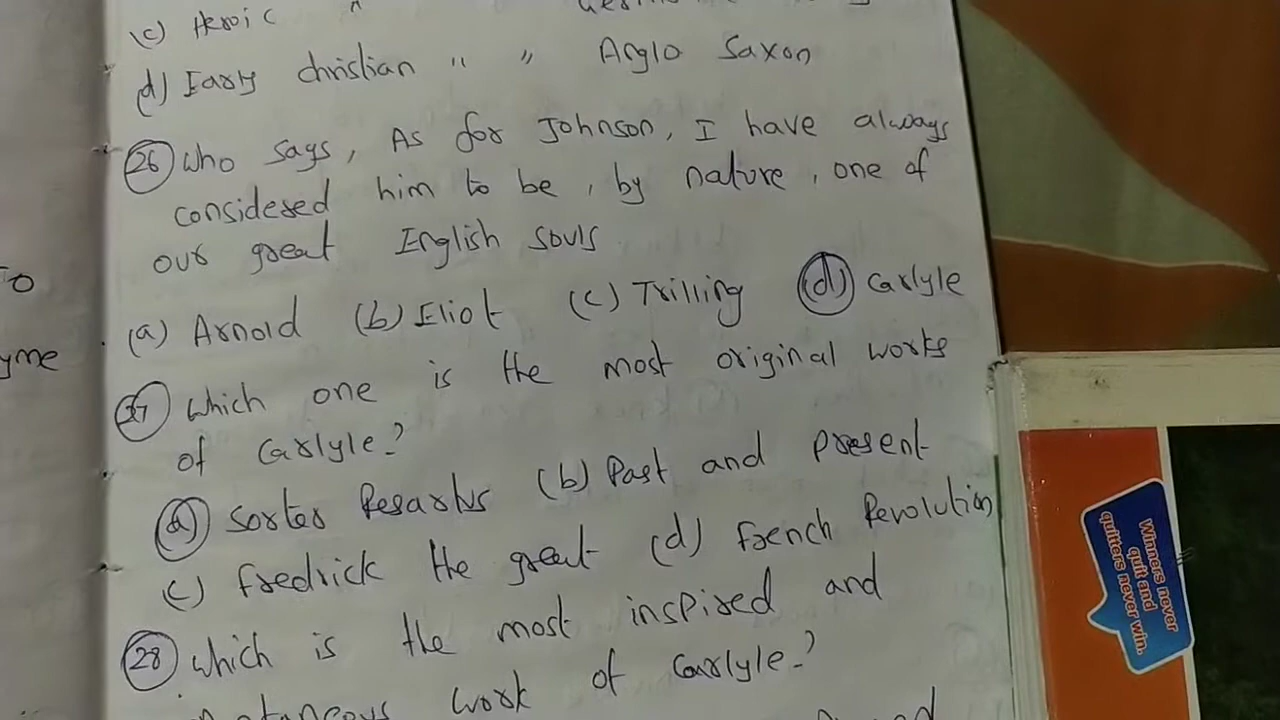 (c) Heroic "
(d) Early christian " " Anglo Saxon
(26) Who says, As for Johnson, I have always
considered him to be, by nature, one of
our great English souls
(a) Arnold (b) Eliot (c) Trilling (d) Carlyle
(27) Which one is the most original works
of Carlyle?
(a) Sorter Resartus (b) Past and present
(c) Fredrick the great (d) French Revolution
(28) Which is the most inspired and
work of Carlyle?
To
yme
Winners never
quit and
quitters never win.